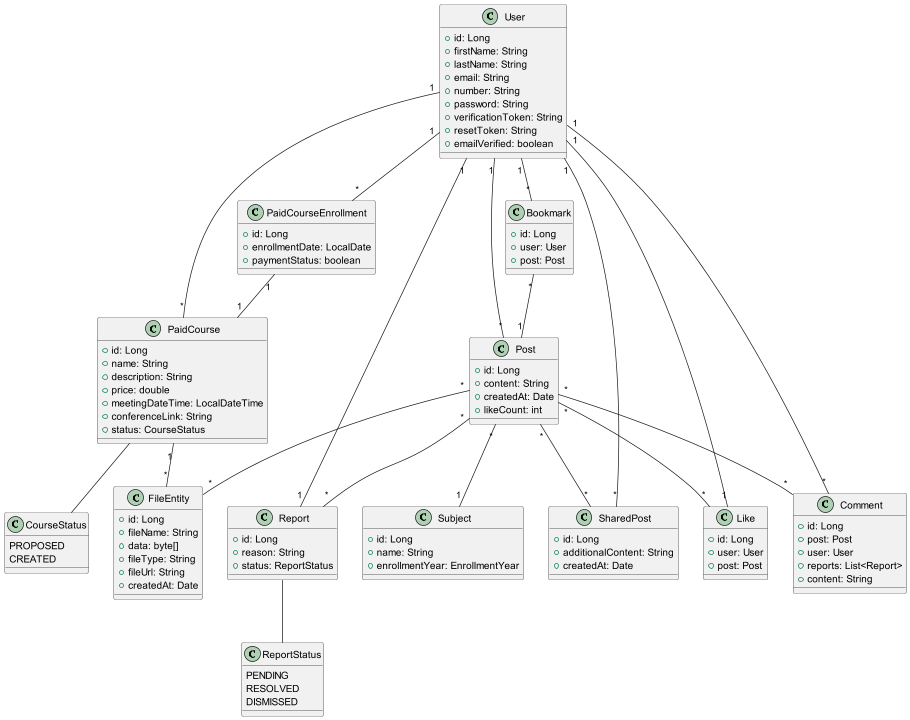 C User
id: Long
firstName: String
lastName: String
email: String
number: String
password: String
verificationToken: String
resetToken: String
emailVerified: boolean
1
1
1
1
1
1
1
1
*
*
C PaidCourseEnrollment
id: Long
enrollmentDate: LocalDate
paymentStatus: boolean
C Bookmark
id: Long
user: User
post: Post
1
*
*
1
*
1
C PaidCourse
id: Long
name: String
description: String
price: double
meetingDateTime: LocalDateTime
conferenceLink: String
status: CourseStatus
C Post
id: Long
content: String
createdAt: Date
likeCount: int
*
*
*
*
*
*
1
*
*
*
1
1
*
*
*
1
*
*
C CourseStatus
PROPOSED
CREATED
C FileEntity
id: Long
fileName: String
data: byte[]
fileType: String
fileUrl: String
createdAt: Date
C Report
id: Long
reason: String
status: ReportStatus
C Subject
id: Long
name: String
enrollmentYear: EnrollmentYear
C SharedPost
id: Long
additionalContent: String
createdAt: Date
C Like
id: Long
user: User
post: Post
C Comment
id: Long
post: Post
user: User
reports: List<Report>
content: String
C ReportStatus
PENDING
RESOLVED
DISMISSED